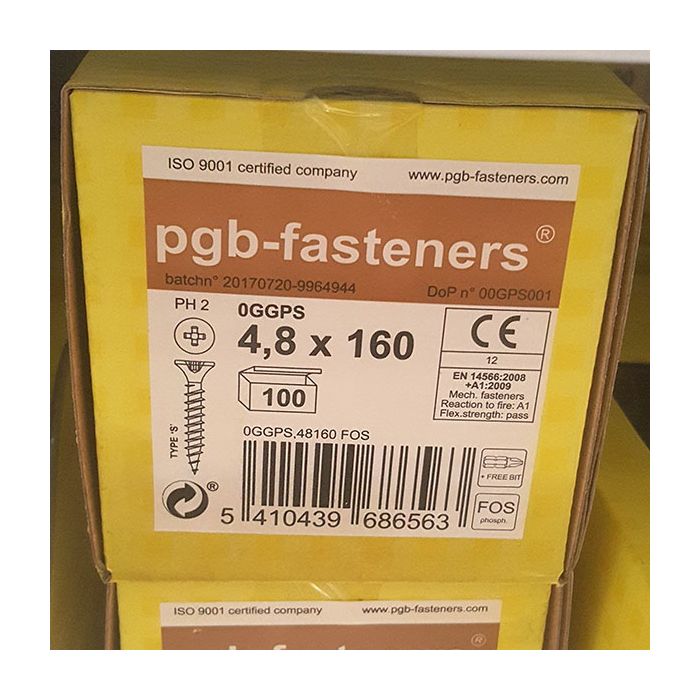 ISO 9001 certified company www.pgb-fasteners.com
pgb-fasteners ®
batchn° 20170720-9964944 DoP n° 00GPS001
PH 2
0GGPS
4,8 x 160
100
TYPE 'S'
CE
12
EN 14566:2008
+A1:2009
Mech. fasteners
Reaction to fire: A1
Flex.strength: pass
0GGPS,48160 FOS
®
5 410439 686563
+ FREE BIT
FOS
phosph.
ISO 9001 certified company www.pgb-fasteners.com
pgb-fasteners ®